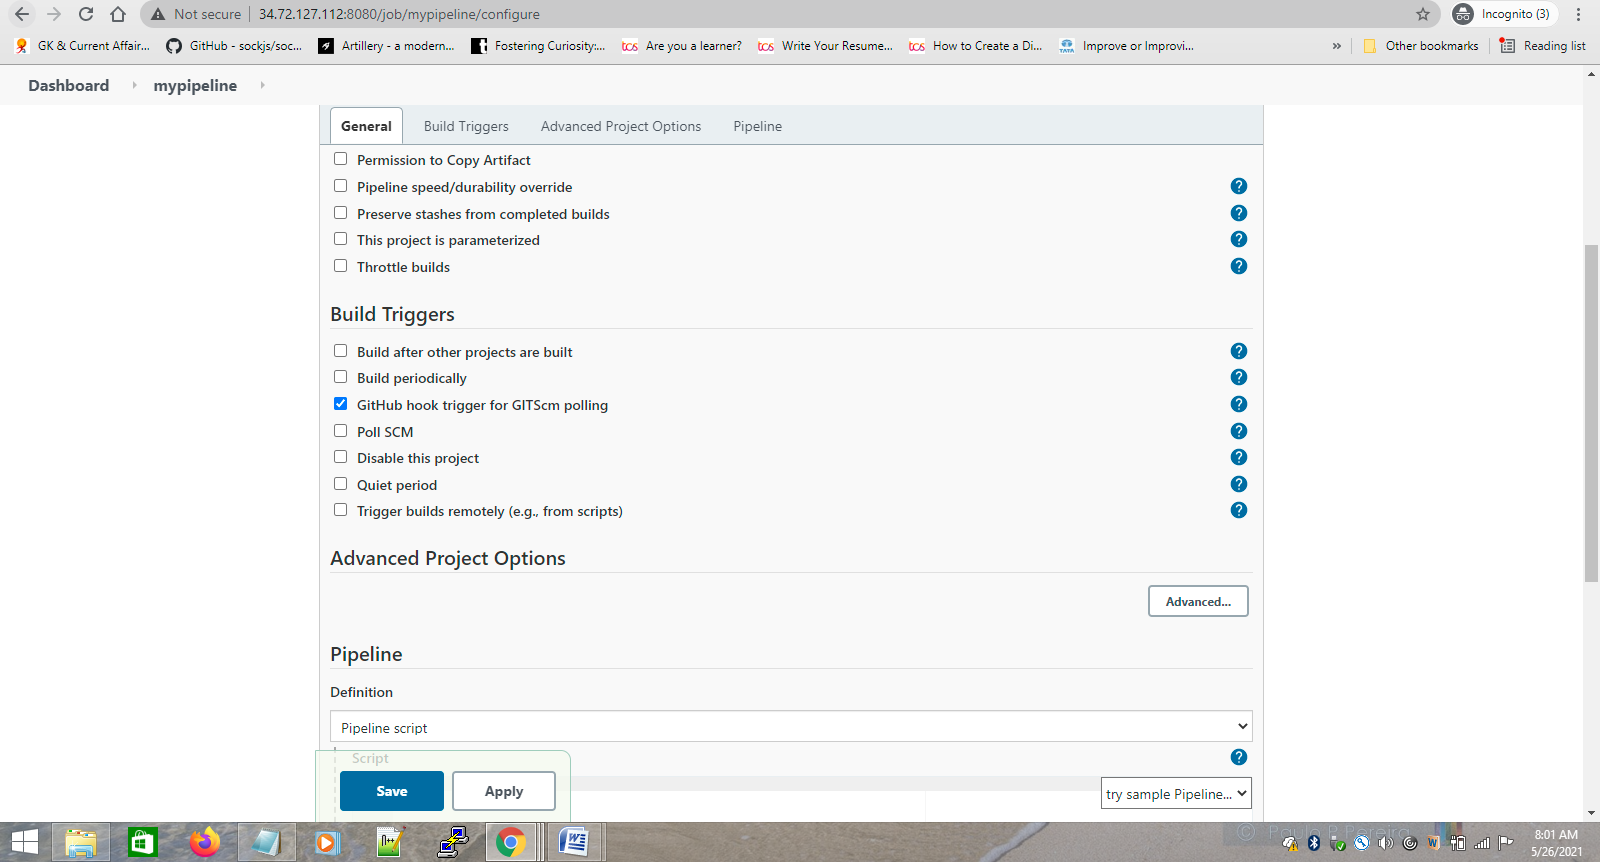 Not secure | 34.72.127.112:8080/job/mypipeline/configure
Incognito (3)
GK & Current Affair...
GitHub - sockjs/soc...
Artillery - a modern...
Fostering Curiosity:...
tcs Are you a learner?
tcs Write Your Resume...
tcs How to Create a Di...
TATA Improve or Improvi...
»
Other bookmarks
Reading list
Dashboard
mypipeline
General
Build Triggers
Advanced Project Options
Pipeline
Permission to Copy Artifact
Pipeline speed/durability override ?
Preserve stashes from completed builds ?
This project is parameterized ?
Throttle builds ?
Build Triggers
Build after other projects are built ?
Build periodically ?
GitHub hook trigger for GITScm polling ?
Poll SCM ?
Disable this project ?
Quiet period ?
Trigger builds remotely (e.g., from scripts) ?
Advanced Project Options
Advanced...
Pipeline
Definition
Pipeline script
Script ?
Save
Apply
try sample Pipeline...
© Paulo P Pereira
8:01 AM
5/26/2021